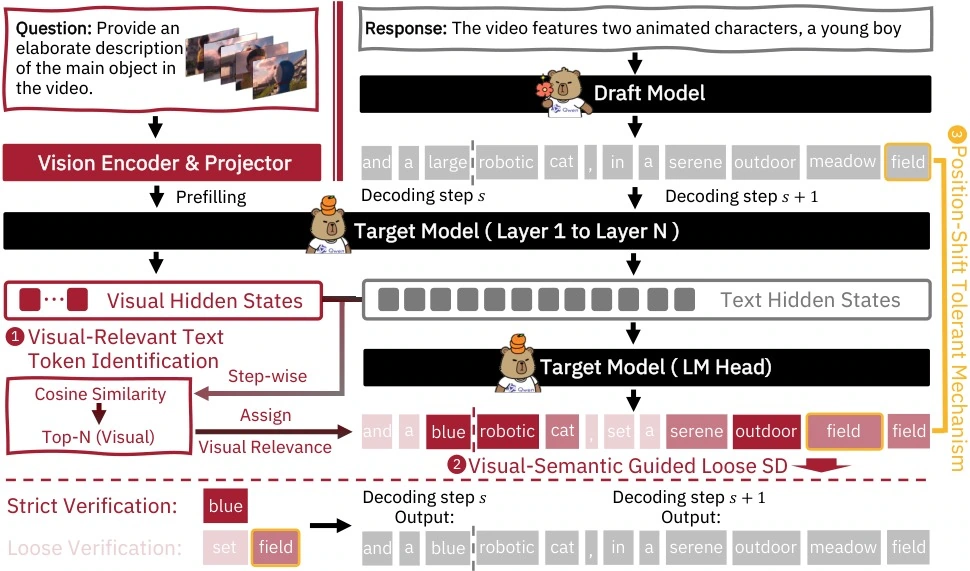 Question: Provide an
elaborate description
of the main object in
the video.
Response: The video features two animated characters, a young boy
Draft Model
Vision Encoder & Projector
and a large robotic cat , in a serene outdoor meadow field
Decoding step s
Decoding step s + 1
Prefilling
Qwen
Target Model ( Layer 1 to Layer N )
Visual Hidden States
Text Hidden States
1 Visual-Relevant Text
Token Identification
Step-wise
Target Model ( LM Head)
Cosine Similarity
Top-N (Visual)
Assign
Visual Relevance
and a blue robotic cat , set a serene outdoor field field
3 Position-Shift Tolerant Mechanism
2 Visual-Semantic Guided Loose SD
Strict Verification:
blue
Loose Verification:
set field
Decoding step s
Output:
Decoding step s + 1
Output:
and a blue robotic cat , in a serene outdoor meadow field